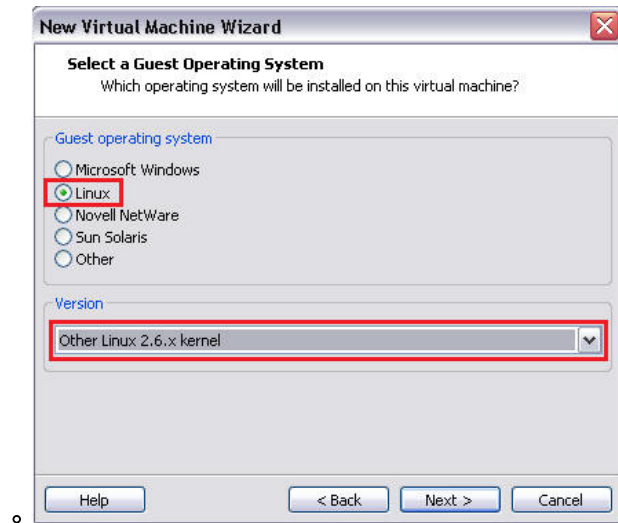 New Virtual Machine Wizard
Select a Guest Operating System
Which operating system will be installed on this virtual machine?
Guest operating system
Microsoft Windows
Linux
Novell NetWare
Sun Solaris
Other
Version
Other Linux 2.6.x kernel
Help
< Back
Next >
Cancel